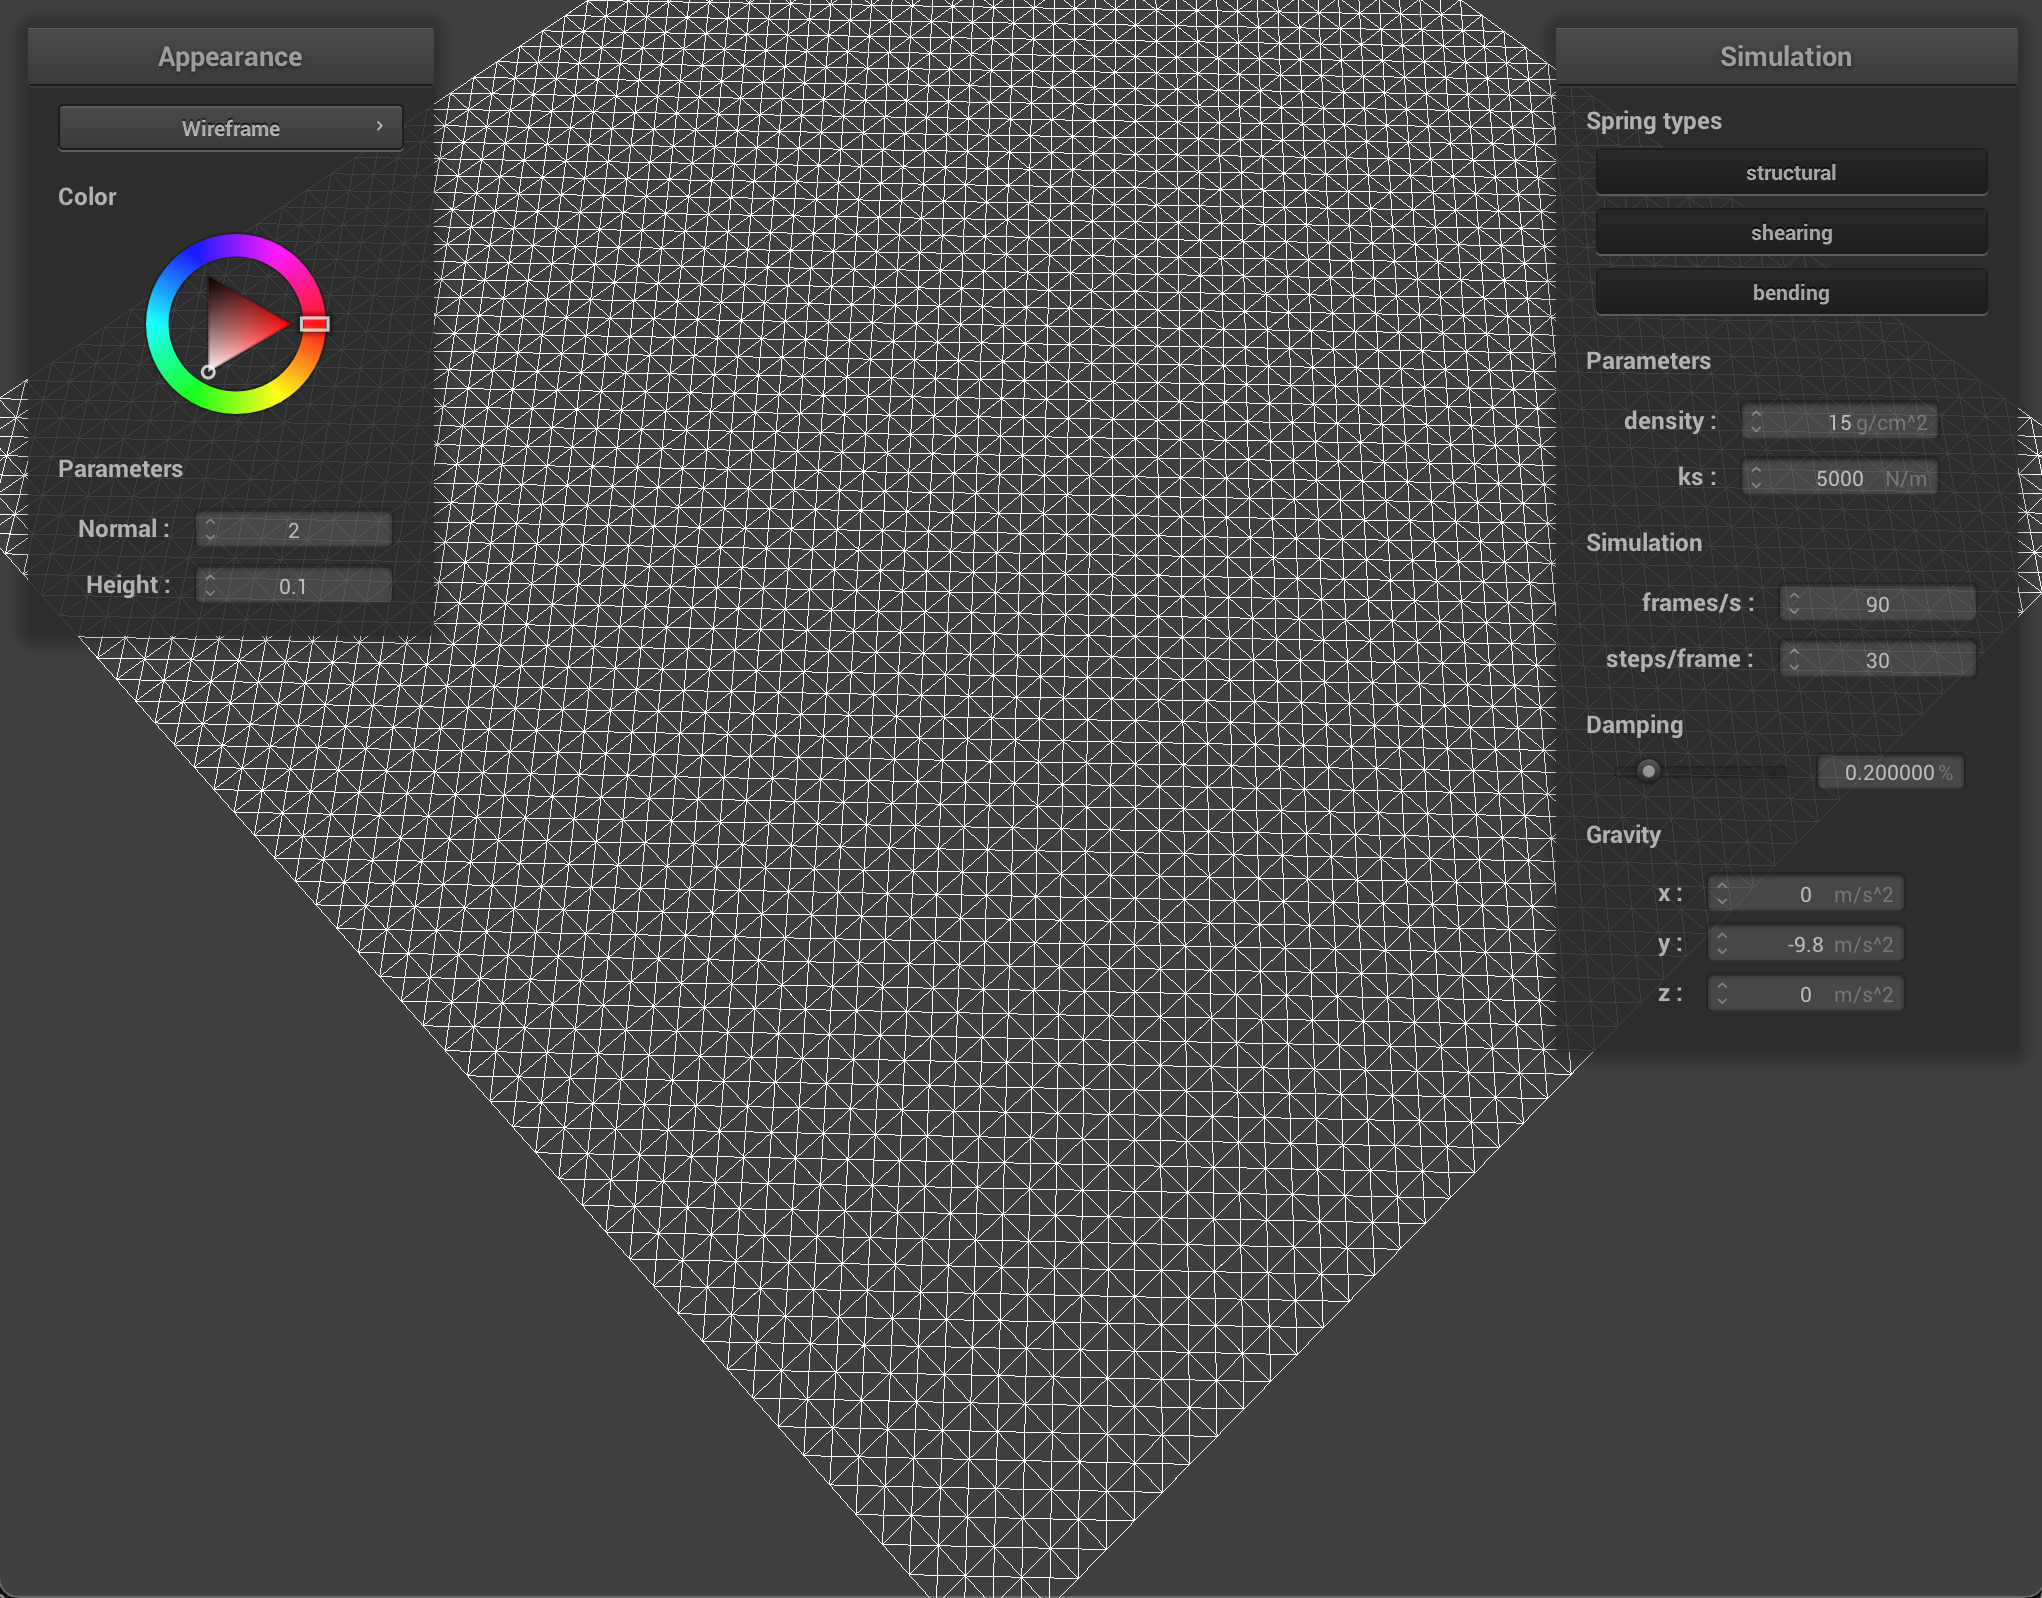 Appearance
Wireframe
Color
Parameters
Normal : 2
Height : 0.1
Simulation
Spring types
structural
shearing
bending
Parameters
density : 15 g/cm^2
ks : 5000 N/m
Simulation
frames/s : 90
steps/frame : 30
Damping
0.200000 %
Gravity
x : 0 m/s^2
y : -9.8 m/s^2
z : 0 m/s^2